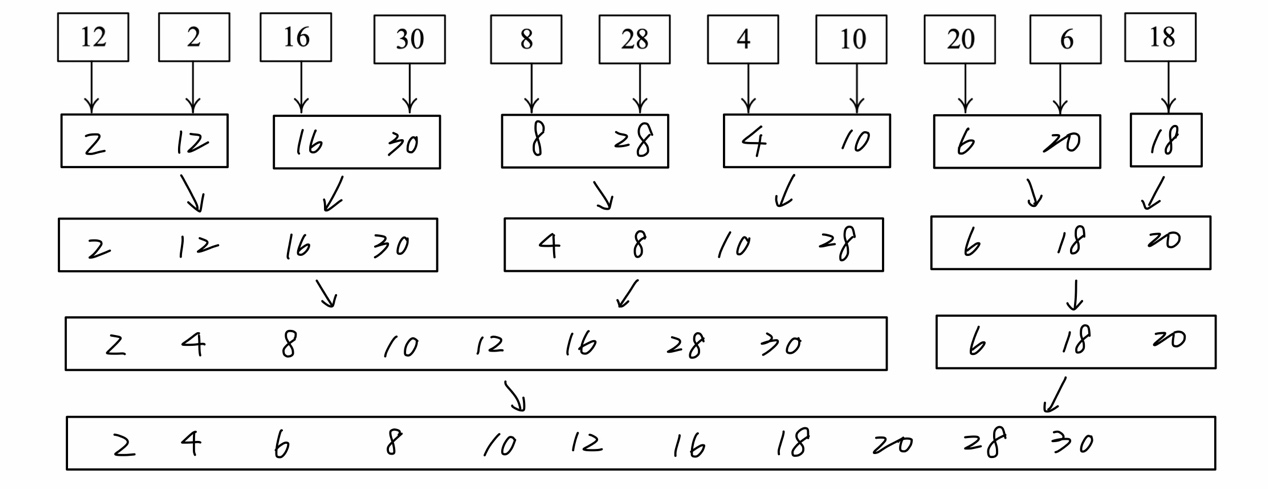 12 2 16 30 8 28 4 10 20 6 18
2 12 16 30 8 28 4 10 6 20 18
2 12 16 30 4 8 10 28 6 18 20
2 4 8 10 12 16 28 30 6 18 20
2 4 6 8 10 12 16 18 20 28 30